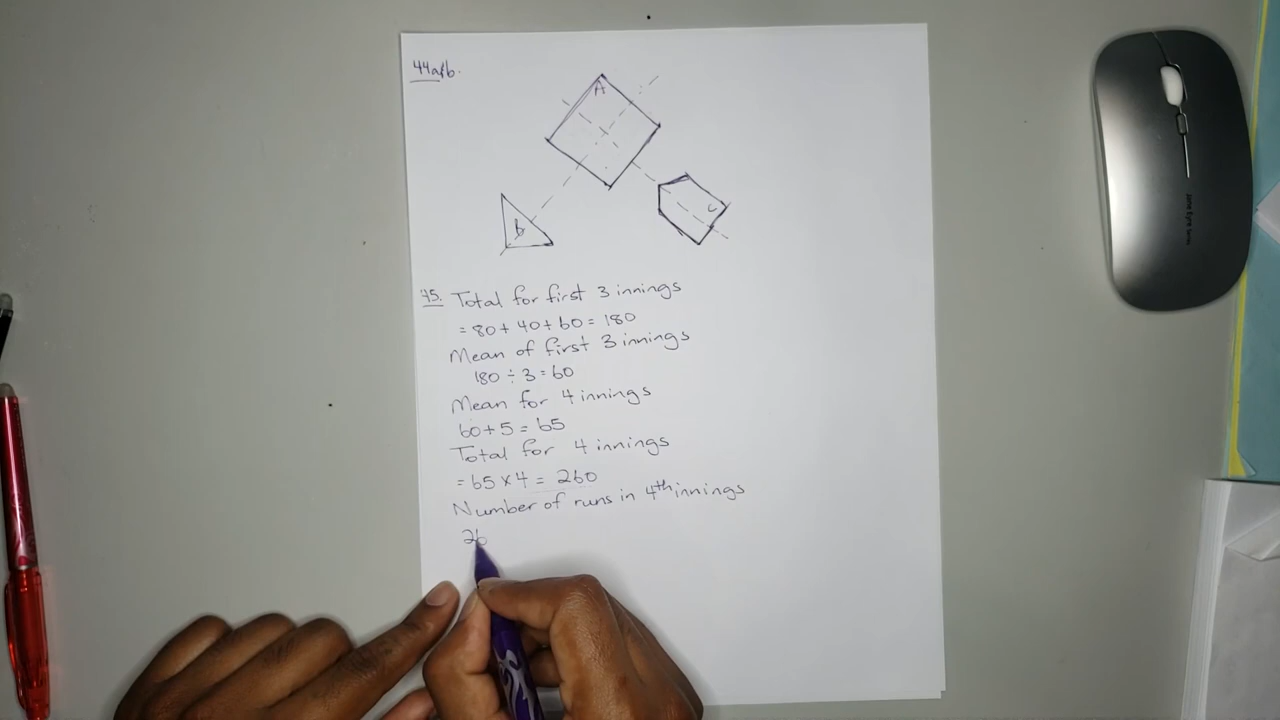 44a&b.
A
b
C
45. Total for first 3 innings
= 80 + 40 + 60 = 180
Mean of first 3 innings
180 ÷ 3 = 60
Mean for 4 innings
60 + 5 = 65
Total for 4 innings
= 65 × 4 = 260
Number of runs in 4th innings
26